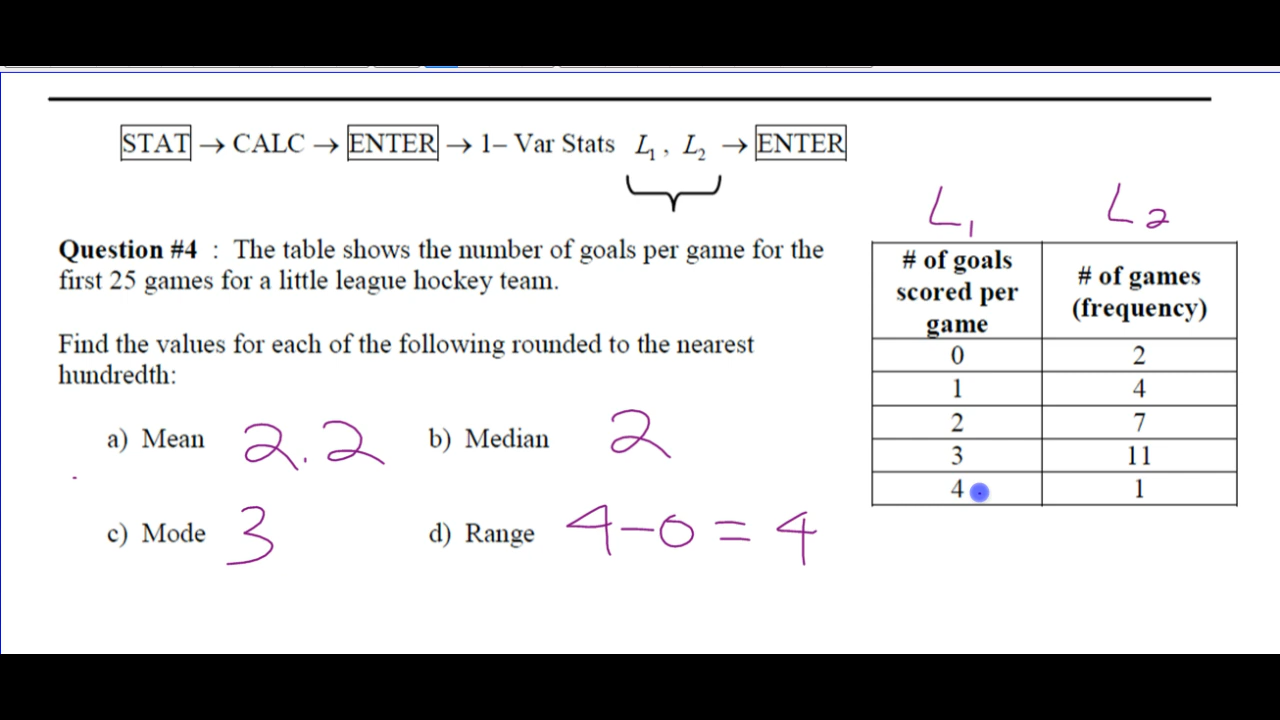 STAT → CALC → ENTER → 1– Var Stats L₁ , L₂ → ENTER
L₁ L₂
Question #4 : The table shows the number of goals per game for the
first 25 games for a little league hockey team.
Find the values for each of the following rounded to the nearest
hundredth:
a) Mean 2.2 b) Median 2
c) Mode 3 d) Range 4-0=4
# of goals
scored per
game
# of games
(frequency)
0 2
1 4
2 7
3 11
4 1